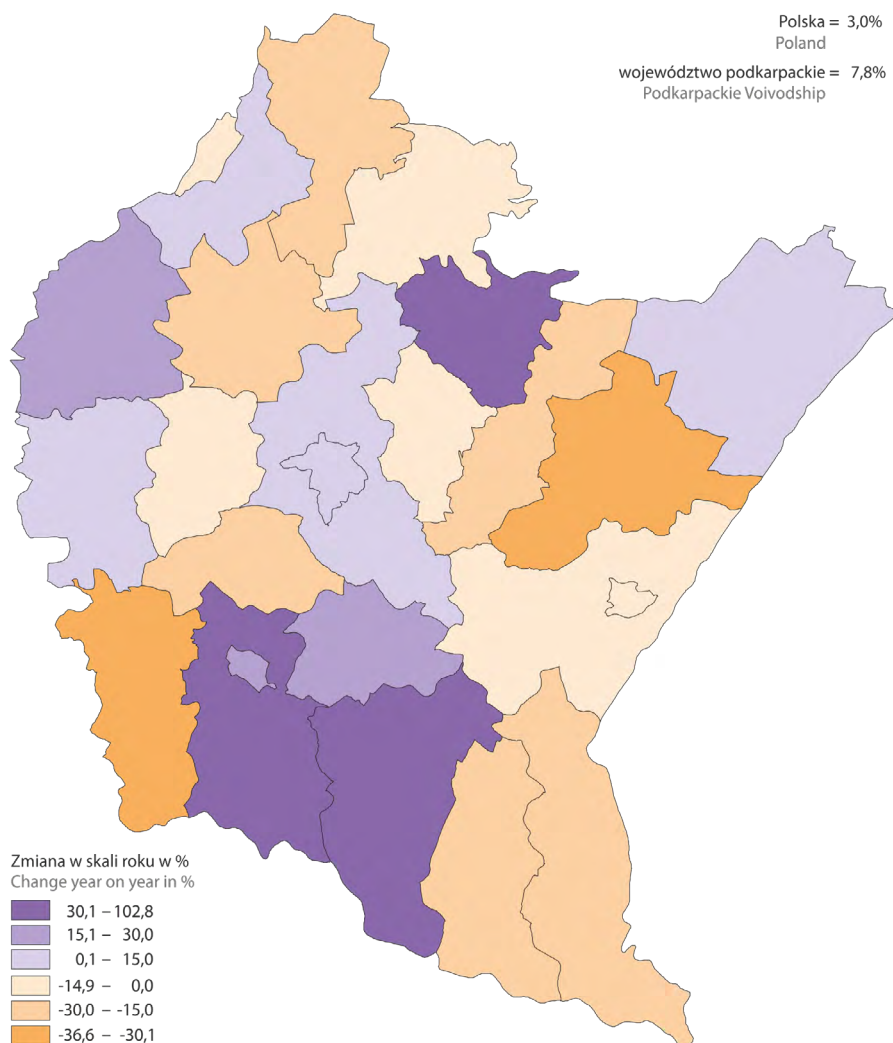 Polska = 3,0%
Poland
województwo podkarpackie = 7,8%
Podkarpackie Voivodship
Zmiana w skali roku w %
Change year on year in %
30,1 – 102,8
15,1 – 30,0
0,1 – 15,0
-14,9 – 0,0
-30,0 – -15,0
-36,6 – -30,1